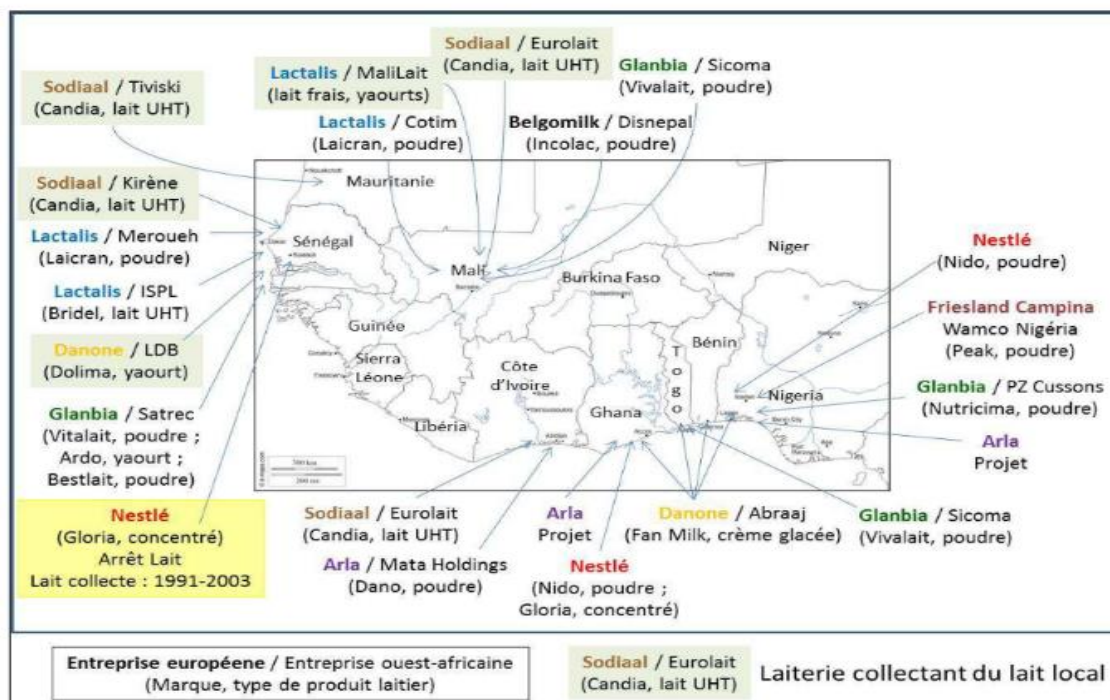 Sodiaal / Eurolait
(Candia, lait UHT)
Glanbia / Sicoma
(Vivalait, poudre)
Lactalis / MaliLait
(lait frais, yaourts)
Sodiaal / Tiviski
(Candia, lait UHT)
Lactalis / Cotim
(Laicran, poudre)
Belgomilk / Disnepal
(Incolac, poudre)
Sodiaal / Kirène
(Candia, lait UHT)
Lactalis / Meroueh
(Laicran, poudre)
Lactalis / ISPL
(Bridel, lait UHT)
Danone / LDB
(Dolima, yaourt)
Glanbia / Satrec
(Vitalait, poudre ;
Ardo, yaourt ;
Bestlait, poudre)
Nestlé
(Gloria, concentré)
Arrêt Lait
Lait collecte : 1991-2003
Mauritanie
Sénégal
Mali
Niger
Burkina Faso
Guinée
Sierra
Léone
Libéria
Côte
d'Ivoire
Ghana
Togo
Bénin
Nigeria
Nestlé
(Nido, poudre)
Friesland Campina
Wamco Nigéria
(Peak, poudre)
Glanbia / PZ Cussons
(Nutricima, poudre)
Arla
Projet
Sodiaal / Eurolait
(Candia, lait UHT)
Arla / Mata Holdings
(Dano, poudre)
Arla
Projet
Nestlé
(Nido, poudre ;
Gloria, concentré)
Danone / Abraaj
(Fan Milk, crème glacée)
Glanbia / Sicoma
(Vivalait, poudre)
Entreprise européene / Entreprise ouest-africaine
(Marque, type de produit laitier)
Sodiaal / Eurolait
(Candia, lait UHT)
Laiterie collectant du lait local